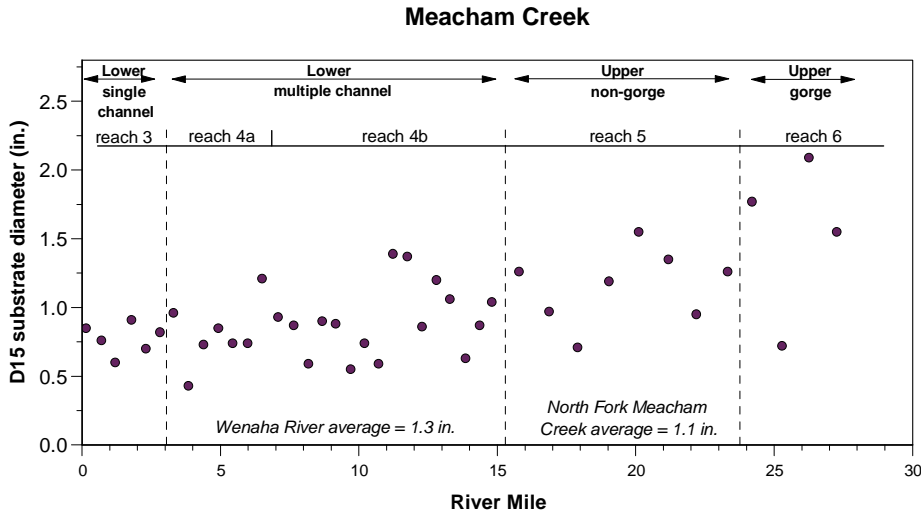 Meacham Creek
Lower
single
channel
Lower
multiple channel
Upper
non-gorge
Upper
gorge
reach 3
reach 4a
reach 4b
reach 5
reach 6
D15 substrate diameter (in.)
2.5
2.0
1.5
1.0
0.5
0.0
Wenaha River average = 1.3 in.
North Fork Meacham
Creek average = 1.1 in.
0 5 10 15 20 25 30
River Mile